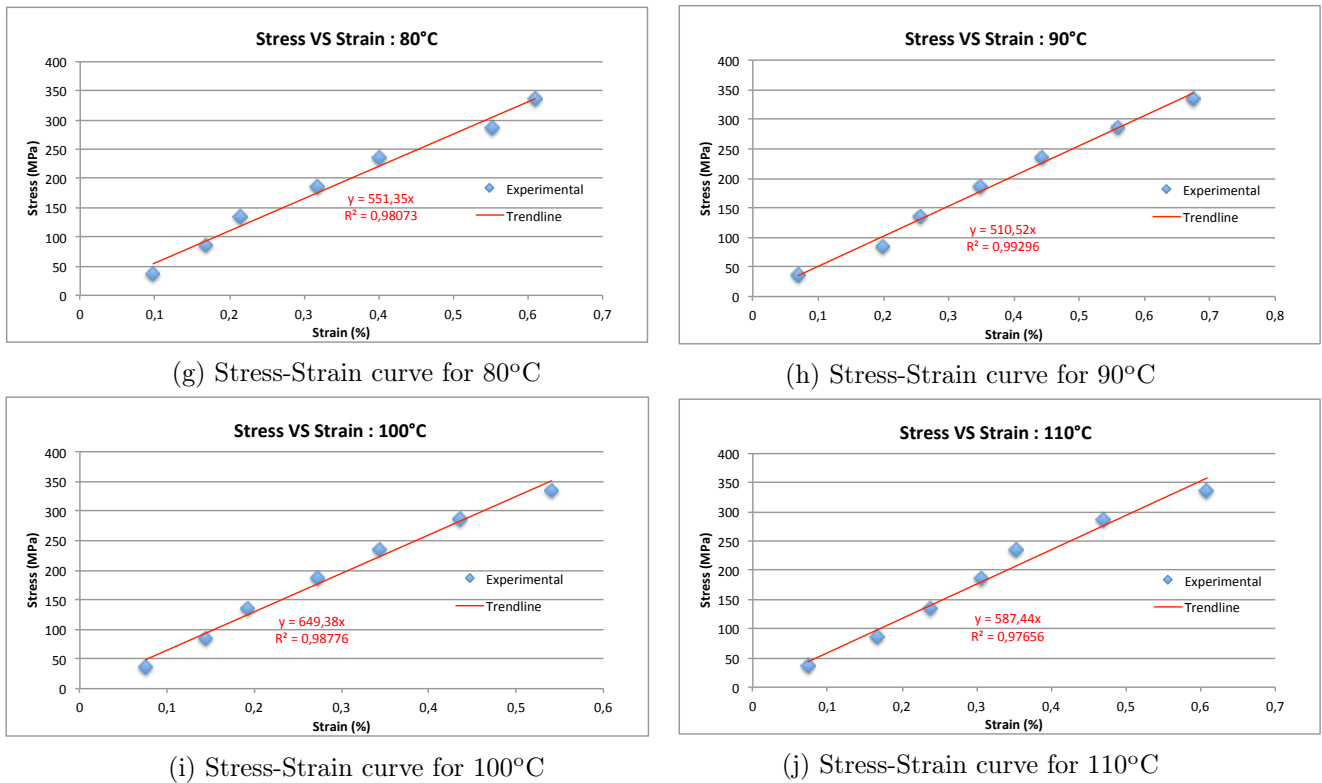 Stress VS Strain : 80°C
400
350
300
250
200
150
100
50
0
Stress (MPa)
y = 551,35x
R² = 0,98073
Experimental
Trendline
0 0,1 0,2 0,3 0,4 0,5 0,6 0,7
Strain (%)
(g) Stress-Strain curve for 80°C
Stress VS Strain : 90°C
400
350
300
250
200
150
100
50
0
Stress (MPa)
y = 510,52x
R² = 0,99296
Experimental
Trendline
0 0,1 0,2 0,3 0,4 0,5 0,6 0,7 0,8
Strain (%)
(h) Stress-Strain curve for 90°C
Stress VS Strain : 100°C
400
350
300
250
200
150
100
50
0
Stress (MPa)
y = 649,38x
R² = 0,98776
Experimental
Trendline
0 0,1 0,2 0,3 0,4 0,5 0,6
Strain (%)
(i) Stress-Strain curve for 100°C
Stress VS Strain : 110°C
400
350
300
250
200
150
100
50
0
Stress (MPa)
y = 587,44x
R² = 0,97656
Experimental
Trendline
0 0,1 0,2 0,3 0,4 0,5 0,6 0,7
Strain (%)
(j) Stress-Strain curve for 110°C